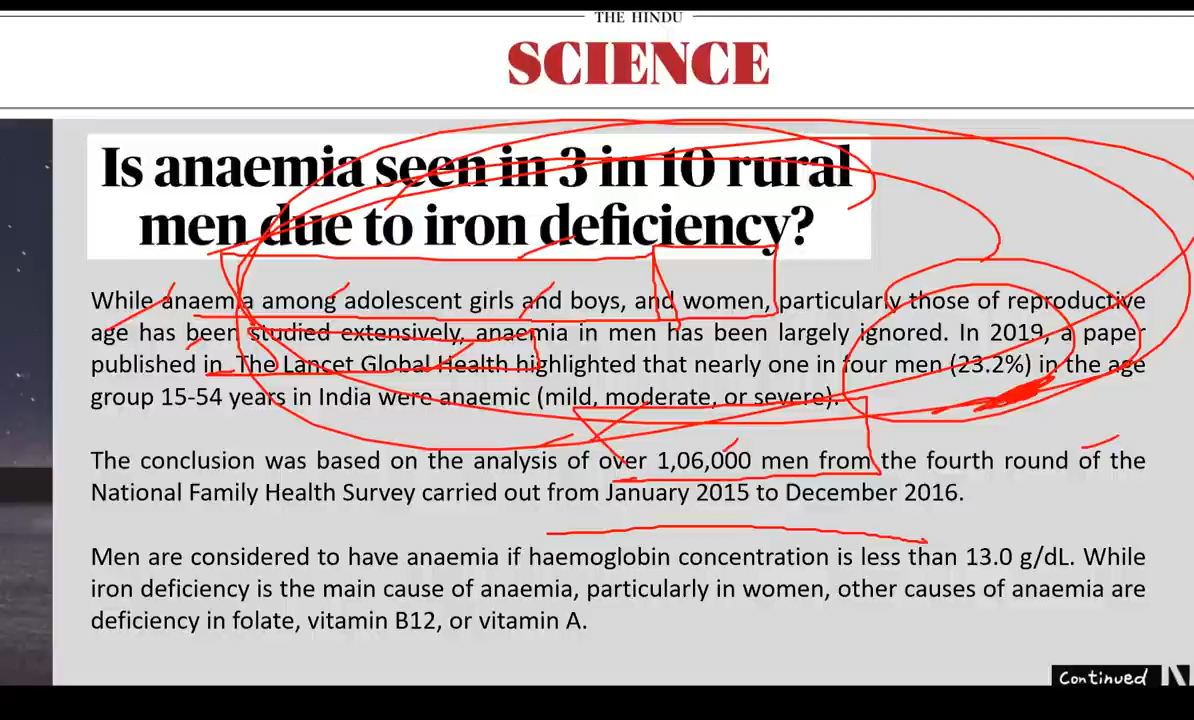 THE HINDU
SCIENCE
Is anaemia seen in 3 in 10 rural
men due to iron deficiency?
While anaemia among adolescent girls and boys, and women, particularly those of reproductive
age has been studied extensively, anaemia in men has been largely ignored. In 2019, a paper
published in The Lancet Global Health highlighted that nearly one in four men (23.2%) in the age
group 15-54 years in India were anaemic (mild, moderate, or severe).
The conclusion was based on the analysis of over 1,06,000 men from the fourth round of the
National Family Health Survey carried out from January 2015 to December 2016.
Men are considered to have anaemia if haemoglobin concentration is less than 13.0 g/dL. While
iron deficiency is the main cause of anaemia, particularly in women, other causes of anaemia are
deficiency in folate, vitamin B12, or vitamin A.
Continued